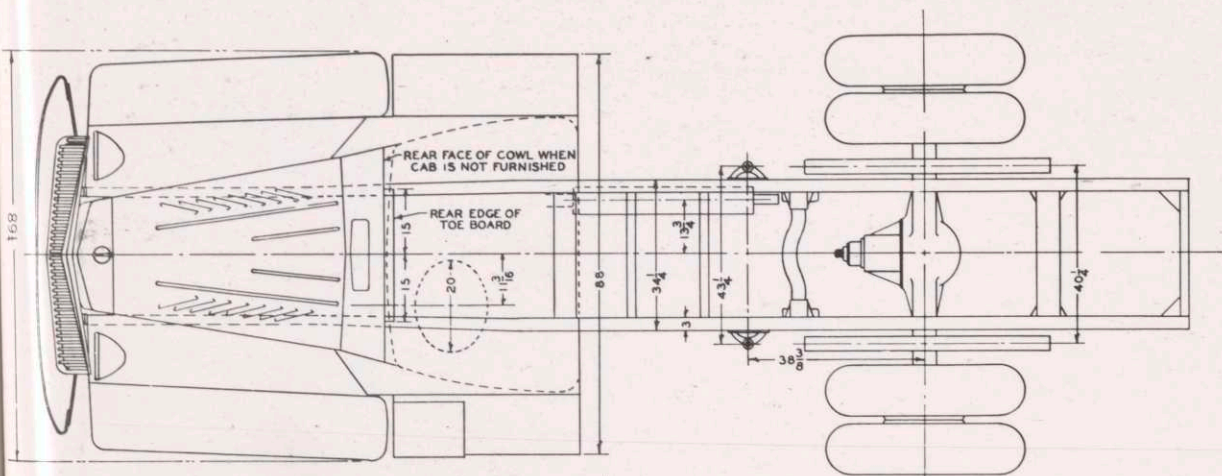 REAR FACE OF COWL WHEN
CAB IS NOT FURNISHED
REAR EDGE OF
TOE BOARD
15
15
20
11 3/16
88
34 1/4
3
13 3/4
43 1/4
38 3/8
40 1/4